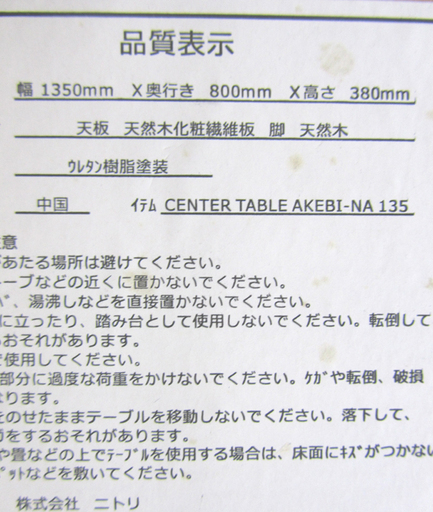 品質表示
幅 1350mm X奥行き 800mm X高さ 380mm
天板 天然木化粧繊維板 脚 天然木
ｳﾚﾀﾝ樹脂塗装
中国 ｲﾃﾑ CENTER TABLE AKEBI-NA 135
意
があたる場所は避けてください。
ーブなどの近くに置かないでください。
ﾊﾞ、湯沸しなどを直接置かないでください。
に立ったり、踏み台として使用しないでください。転倒して
おそれがあります。
使用してください。
部分に過度な荷重をかけないでください。ｹｶﾞや転倒、破損
ります。
をのせたままテーブルを移動しないでください。落下して、
をするおそれがあります。
や畳などの上でﾃｰﾌﾞﾙを使用する場合は、床面にｷｽﾞがつかない
ﾍﾟｯﾄなどを敷いてください。
株式会社 ニトリ